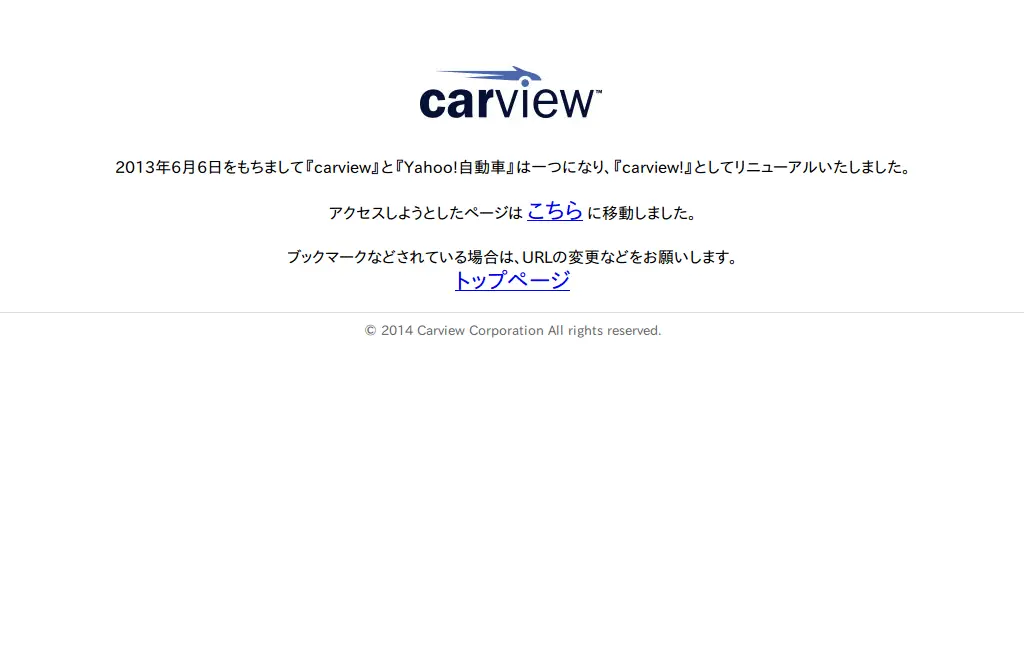 carview™
2013年6月6日をもちまして『carview』と『Yahoo!自動車』は一つになり、『carview!』としてリニューアルいたしました。
アクセスしようとしたページは こちら に移動しました。
ブックマークなどされている場合は、URLの変更などをお願いします。
トップページ
© 2014 Carview Corporation All rights reserved.